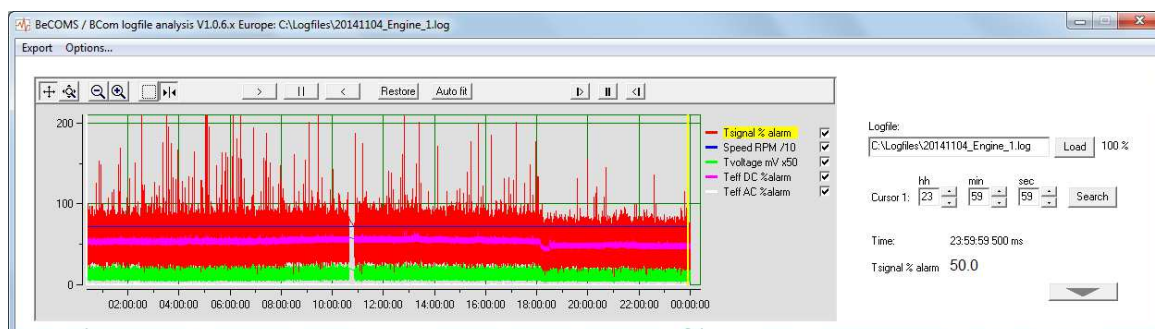 BeCOMS / BCom logfile analysis V1.0.6.x Europe: C:\Logfiles\20141104_Engine_1.log
Export Options...
> II < Restore Auto fit
200
100
0
02:00:00 04:00:00 06:00:00 08:00:00 10:00:00 12:00:00 14:00:00 16:00:00 18:00:00 20:00:00 22:00:00 00:00:00
Tsignal % alarm
Speed RPM /10
Tvoltage mV x50
Teff DC %alarm
Teff AC %alarm
Logfile:
C:\Logfiles\20141104_Engine_1.log Load 100 %
hh min sec
Cursor 1: 23 59 59 Search
Time: 23:59:59 500 ms
Tsignal % alarm 50.0